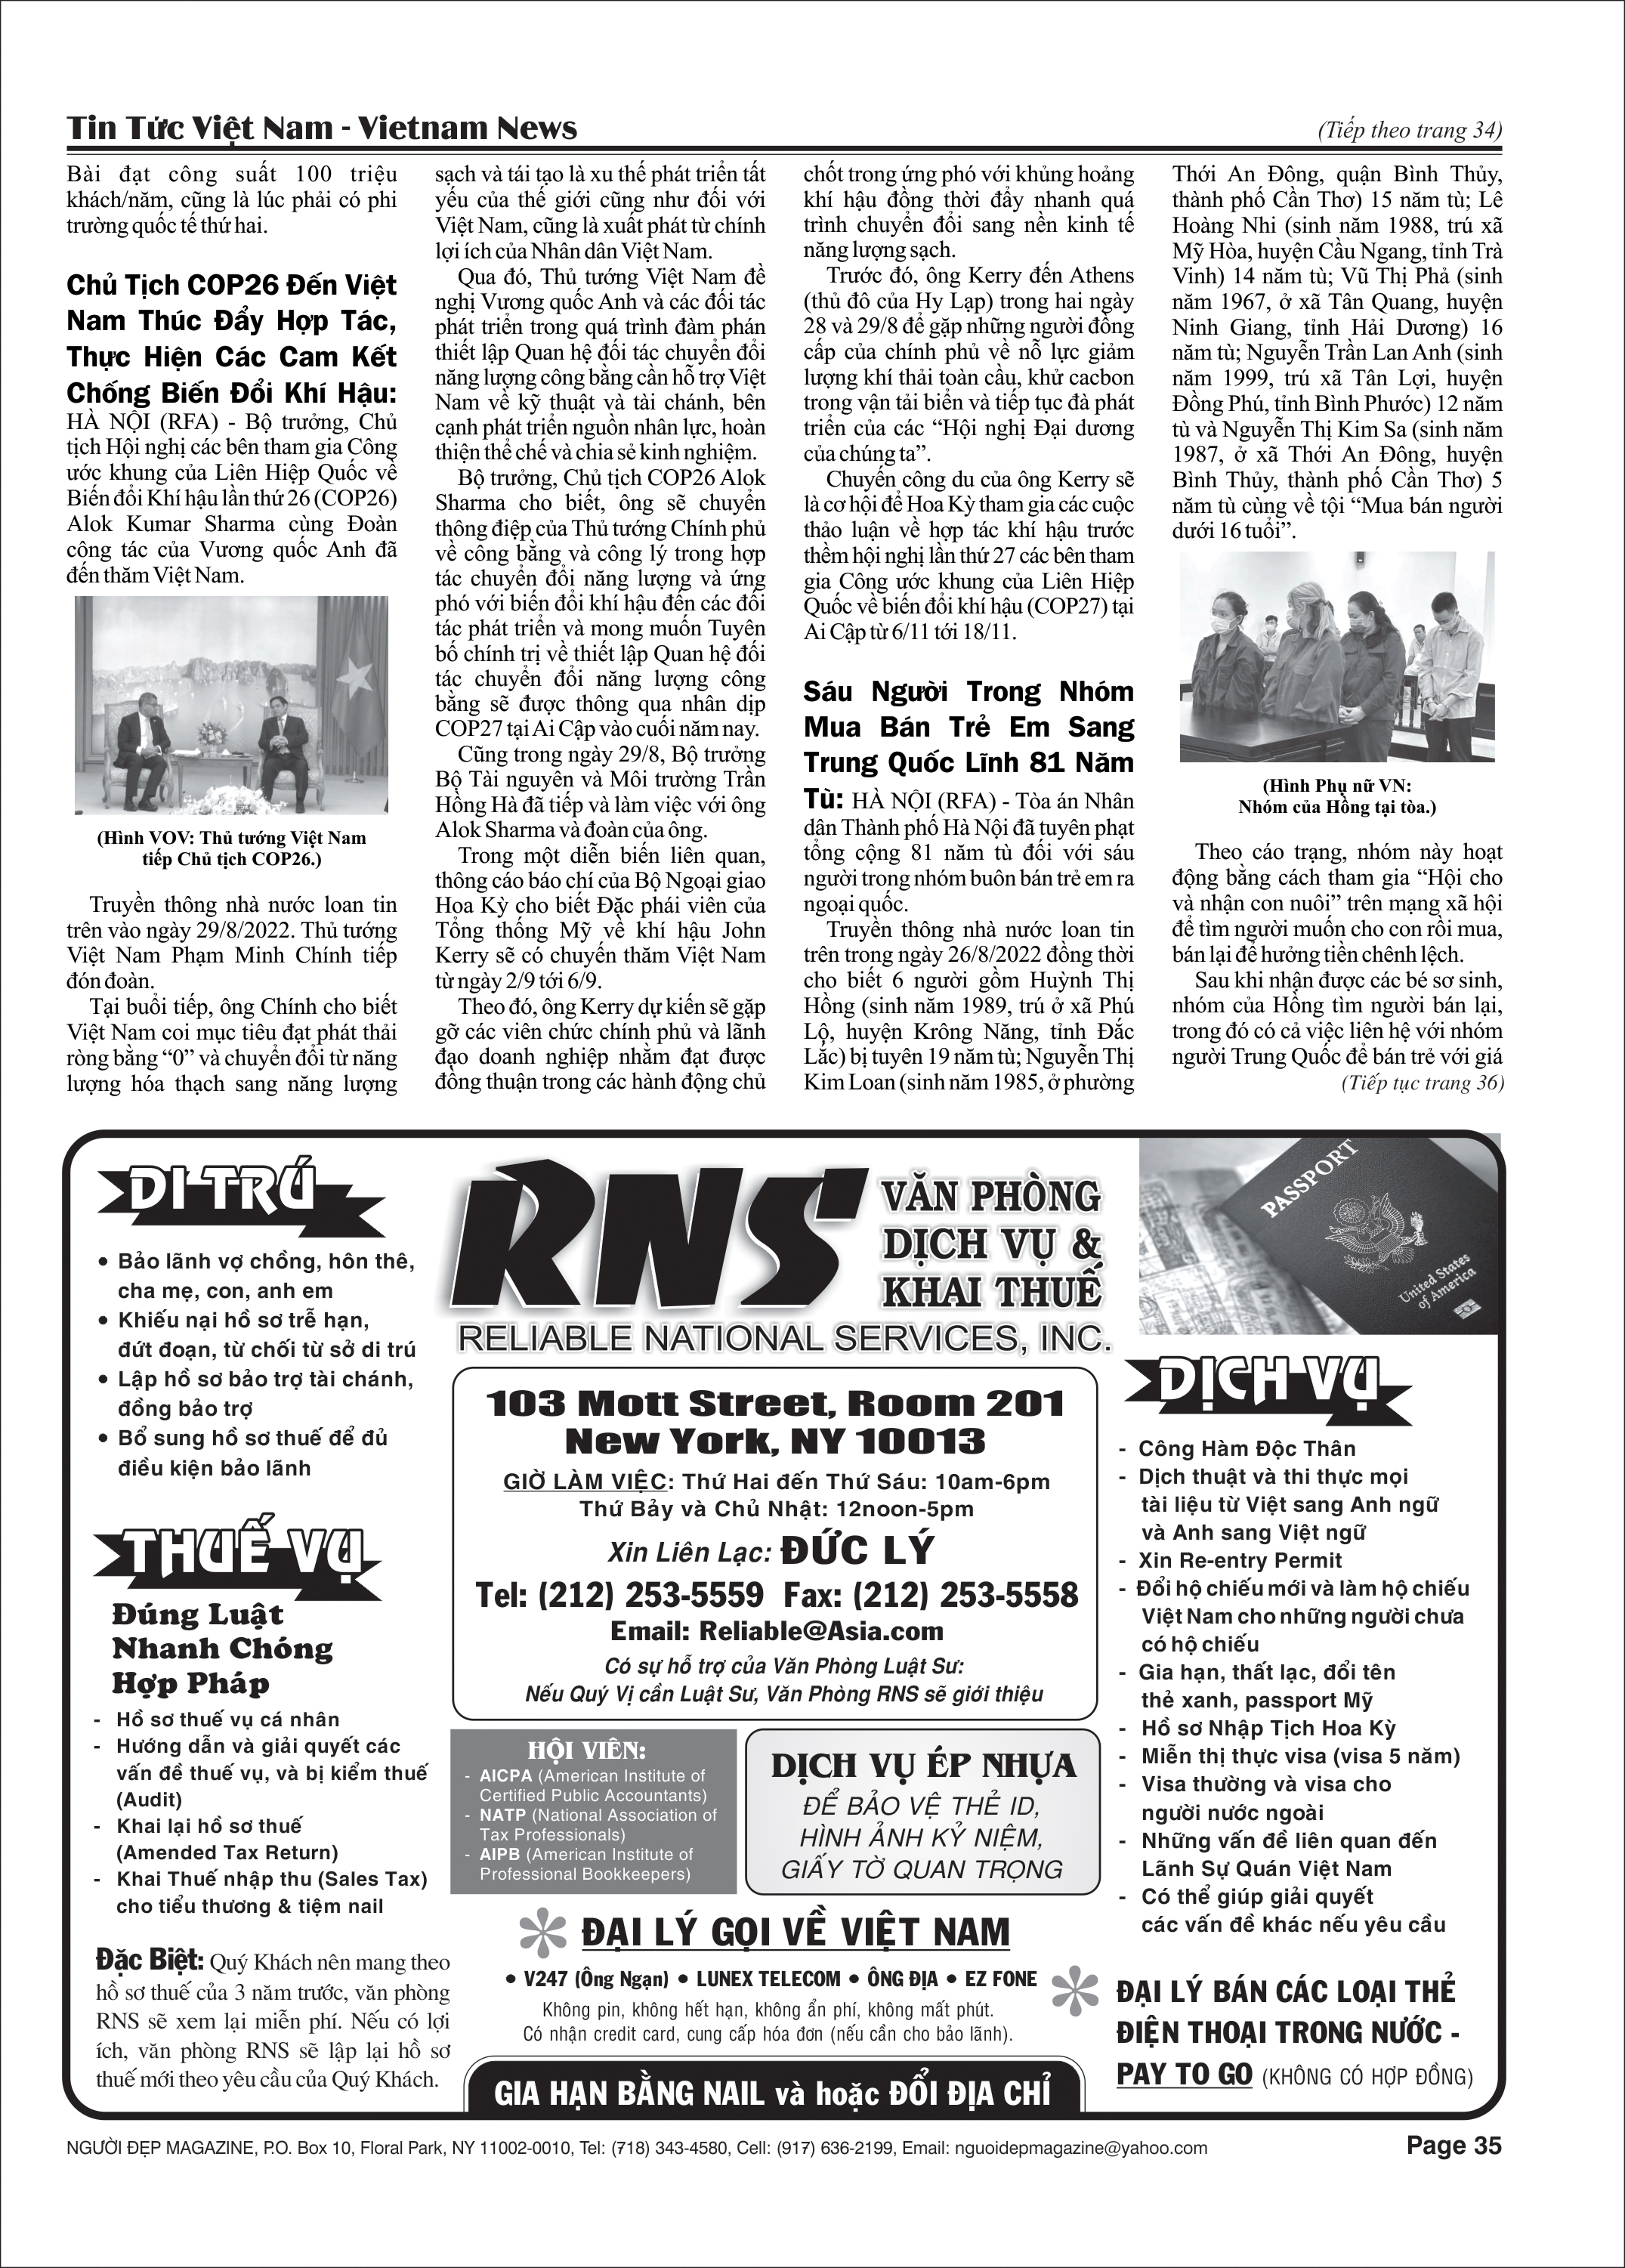 Tin Tức Việt Nam - Vietnam News
(Tiếp theo trang 34)
Bài đạt công suất 100 triệu
khách/năm, cũng là lúc phải có phi
trường quốc tế thứ hai.
Chủ Tịch COP26 Đến Việt
Nam Thúc Đẩy Hợp Tác,
Thực Hiện Các Cam Kết
Chống Biến Đổi Khí Hậu:
HÀ NỘI (RFA) - Bộ trưởng, Chủ
tịch Hội nghị các bên tham gia Công
ước khung của Liên Hiệp Quốc về
Biến đổi Khí hậu lần thứ 26 (COP26)
Alok Kumar Sharma cùng Đoàn
công tác của Vương quốc Anh đã
đến thăm Việt Nam.
(Hình VOV: Thủ tướng Việt Nam
tiếp Chủ tịch COP26.)
Truyền thông nhà nước loan tin
trên vào ngày 29/8/2022. Thủ tướng
Việt Nam Phạm Minh Chính tiếp
đón đoàn.
Tại buổi tiếp, ông Chính cho biết
Việt Nam coi mục tiêu đạt phát thải
ròng bằng “0” và chuyển đổi từ năng
lượng hóa thạch sang năng lượng
sạch và tái tạo là xu thế phát triển tất
yếu của thế giới cũng như đối với
Việt Nam, cũng là xuất phát từ chính
lợi ích của Nhân dân Việt Nam.
Qua đó, Thủ tướng Việt Nam đề
nghị Vương quốc Anh và các đối tác
phát triển trong quá trình đàm phán
thiết lập Quan hệ đối tác chuyển đổi
năng lượng công bằng cần hỗ trợ Việt
Nam về kỹ thuật và tài chánh, bên
cạnh phát triển nguồn nhân lực, hoàn
thiện thể chế và chia sẻ kinh nghiệm.
Bộ trưởng, Chủ tịch COP26 Alok
Sharma cho biết, ông sẽ chuyển
thông điệp của Thủ tướng Chính phủ
về công bằng và công lý trong hợp
tác chuyển đổi năng lượng và ứng
phó với biến đổi khí hậu đến các đối
tác phát triển và mong muốn Tuyên
bố chính trị về thiết lập Quan hệ đối
tác chuyển đổi năng lượng công
bằng sẽ được thông qua nhân dịp
COP27 tại Ai Cập vào cuối năm nay.
Cũng trong ngày 29/8, Bộ trưởng
Bộ Tài nguyên và Môi trường Trần
Hồng Hà đã tiếp và làm việc với ông
Alok Sharma và đoàn của ông.
Trong một diễn biến liên quan,
thông cáo báo chí của Bộ Ngoại giao
Hoa Kỳ cho biết Đặc phái viên của
Tổng thống Mỹ về khí hậu John
Kerry sẽ có chuyến thăm Việt Nam
từ ngày 2/9 tới 6/9.
Theo đó, ông Kerry dự kiến sẽ gặp
gỡ các viên chức chính phủ và lãnh
đạo doanh nghiệp nhằm đạt được
đồng thuận trong các hành động chủ
chốt trong ứng phó với khủng hoảng
khí hậu đồng thời đẩy nhanh quá
trình chuyển đổi sang nền kinh tế
năng lượng sạch.
Trước đó, ông Kerry đến Athens
(thủ đô của Hy Lạp) trong hai ngày
28 và 29/8 để gặp những người đồng
cấp của chính phủ về nỗ lực giảm
lượng khí thải toàn cầu, khử cacbon
trong vận tải biển và tiếp tục đà phát
triển của các “Hội nghị Đại dương
của chúng ta”.
Chuyến công du của ông Kerry sẽ
là cơ hội để Hoa Kỳ tham gia các cuộc
thảo luận về hợp tác khí hậu trước
thềm hội nghị lần thứ 27 các bên tham
gia Công ước khung của Liên Hiệp
Quốc về biến đổi khí hậu (COP27) tại
Ai Cập từ 6/11 tới 18/11.
Sáu Người Trong Nhóm
Mua Bán Trẻ Em Sang
Trung Quốc Lĩnh 81 Năm
Tù: HÀ NỘI (RFA) - Tòa án Nhân
dân Thành phố Hà Nội đã tuyên phạt
tổng cộng 81 năm tù đối với sáu
người trong nhóm buôn bán trẻ em ra
ngoại quốc.
Truyền thông nhà nước loan tin
trên trong ngày 26/8/2022 đồng thời
cho biết 6 người gồm Huỳnh Thị
Hồng (sinh năm 1989, trú ở xã Phú
Lộ, huyện Krông Năng, tỉnh Đắc
Lắc) bị tuyên 19 năm tù; Nguyễn Thị
Kim Loan (sinh năm 1985, ở phường
Thới An Đông, quận Bình Thủy,
thành phố Cần Thơ) 15 năm tù; Lê
Hoàng Nhi (sinh năm 1988, trú xã
Mỹ Hòa, huyện Cầu Ngang, tỉnh Trà
Vinh) 14 năm tù; Vũ Thị Phả (sinh
năm 1967, ở xã Tân Quang, huyện
Ninh Giang, tỉnh Hải Dương) 16
năm tù; Nguyễn Trần Lan Anh (sinh
năm 1999, trú xã Tân Lợi, huyện
Đồng Phú, tỉnh Bình Phước) 12 năm
tù và Nguyễn Thị Kim Sa (sinh năm
1987, ở xã Thới An Đông, huyện
Bình Thủy, thành phố Cần Thơ) 5
năm tù cùng về tội “Mua bán người
dưới 16 tuổi”.
(Hình Phụ nữ VN:
Nhóm của Hồng tại tòa.)
Theo cáo trạng, nhóm này hoạt
động bằng cách tham gia “Hội cho
và nhận con nuôi” trên mạng xã hội
để tìm người muốn cho con rồi mua,
bán lại để hưởng tiền chênh lệch.
Sau khi nhận được các bé sơ sinh,
nhóm của Hồng tìm người bán lại,
trong đó có cả việc liên hệ với nhóm
người Trung Quốc để bán trẻ với giá
(Tiếp tục trang 36)
DI TRÚ
• Bảo lãnh vợ chồng, hôn thê,
cha mẹ, con, anh em
• Khiếu nại hồ sơ trễ hạn,
đứt đoạn, từ chối từ sở di trú
• Lập hồ sơ bảo trợ tài chánh,
đồng bảo trợ
• Bổ sung hồ sơ thuế để đủ
điều kiện bảo lãnh
THUẾ VỤ
Đúng Luật
Nhanh Chóng
Hợp Pháp
- Hồ sơ thuế vụ cá nhân
- Hướng dẫn và giải quyết các
vấn đề thuế vụ, và bị kiểm thuế
(Audit)
- Khai lại hồ sơ thuế
(Amended Tax Return)
- Khai Thuế nhập thu (Sales Tax)
cho tiểu thương & tiệm nail
Đặc Biệt: Quý Khách nên mang theo
hồ sơ thuế của 3 năm trước, văn phòng
RNS sẽ xem lại miễn phí. Nếu có lợi
ích, văn phòng RNS sẽ lập lại hồ sơ
thuế mới theo yêu cầu của Quý Khách.
RNS
VĂN PHÒNG
DỊCH VỤ &
KHAI THUẾ
RELIABLE NATIONAL SERVICES, INC.
103 Mott Street, Room 201
New York, NY 10013
GIỜ LÀM VIỆC: Thứ Hai đến Thứ Sáu: 10am-6pm
Thứ Bảy và Chủ Nhật: 12noon-5pm
Xin Liên Lạc: ĐỨC LÝ
Tel: (212) 253-5559 Fax: (212) 253-5558
Email: Reliable@Asia.com
Có sự hỗ trợ của Văn Phòng Luật Sư:
Nếu Quý Vị cần Luật Sư, Văn Phòng RNS sẽ giới thiệu
HỘI VIÊN:
- AICPA (American Institute of
Certified Public Accountants)
- NATP (National Association of
Tax Professionals)
- AIPB (American Institute of
Professional Bookkeepers)
DỊCH VỤ ÉP NHỰA
ĐỂ BẢO VỆ THẺ ID,
HÌNH ẢNH KỶ NIỆM,
GIẤY TỜ QUAN TRỌNG
ĐẠI LÝ GỌI VỀ VIỆT NAM
• V247 (Ông Ngạn) • LUNEX TELECOM • ÔNG ĐỊA • EZ FONE
Không pin, không hết hạn, không ẩn phí, không mất phút.
Có nhận credit card, cung cấp hóa đơn (nếu cần cho bảo lãnh).
GIA HẠN BẰNG NAIL và hoặc ĐỔI ĐỊA CHỈ
PASSPORT
United States
of America
DỊCH VỤ
- Công Hàm Độc Thân
- Dịch thuật và thi thực mọi
tài liệu từ Việt sang Anh ngữ
và Anh sang Việt ngữ
- Xin Re-entry Permit
- Đổi hộ chiếu mới và làm hộ chiếu
Việt Nam cho những người chưa
có hộ chiếu
- Gia hạn, thất lạc, đổi tên
thẻ xanh, passport Mỹ
- Hồ sơ Nhập Tịch Hoa Kỳ
- Miễn thị thực visa (visa 5 năm)
- Visa thường và visa cho
người nước ngoài
- Những vấn đề liên quan đến
Lãnh Sự Quán Việt Nam
- Có thể giúp giải quyết
các vấn đề khác nếu yêu cầu
ĐẠI LÝ BÁN CÁC LOẠI THẺ
ĐIỆN THOẠI TRONG NƯỚC -
PAY TO GO (KHÔNG CÓ HỢP ĐỒNG)
NGƯỜI ĐẸP MAGAZINE, P.O. Box 10, Floral Park, NY 11002-0010, Tel: (718) 343-4580, Cell: (917) 636-2199, Email: nguoidepmagazine@yahoo.com
Page 35